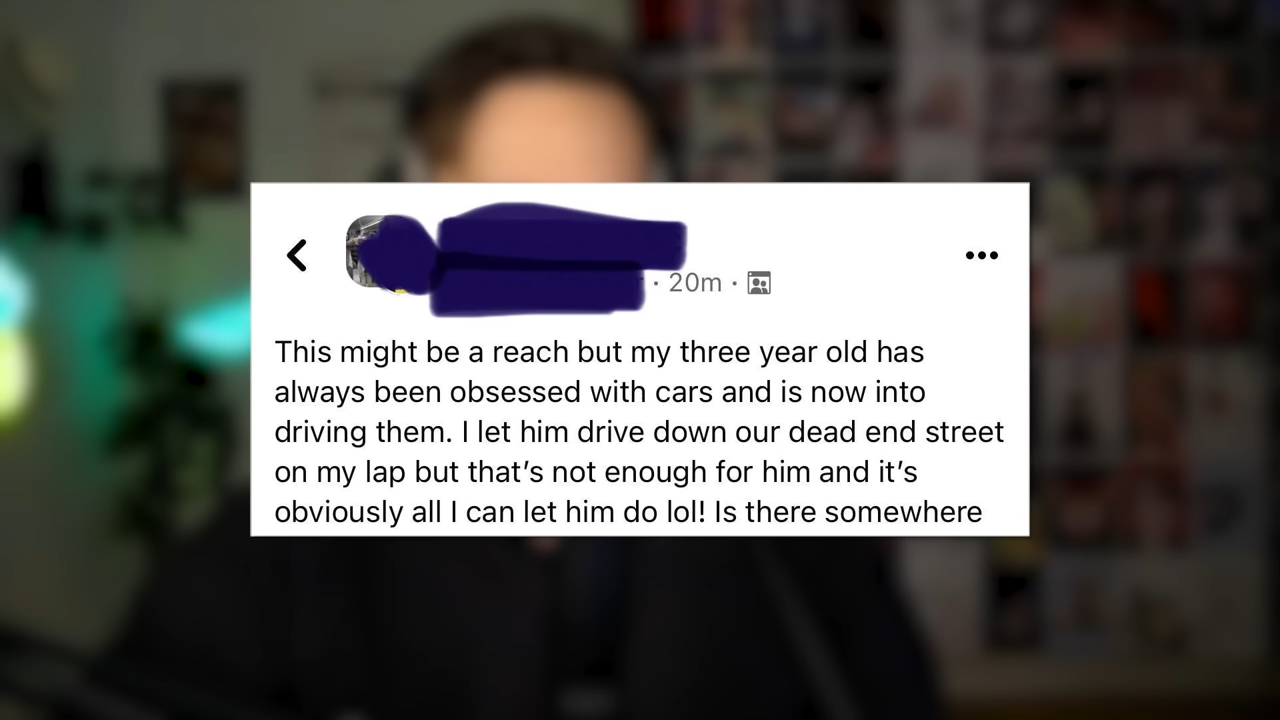 · 20m ·
This might be a reach but my three year old has
always been obsessed with cars and is now into
driving them. I let him drive down our dead end street
on my lap but that’s not enough for him and it’s
obviously all I can let him do lol! Is there somewhere